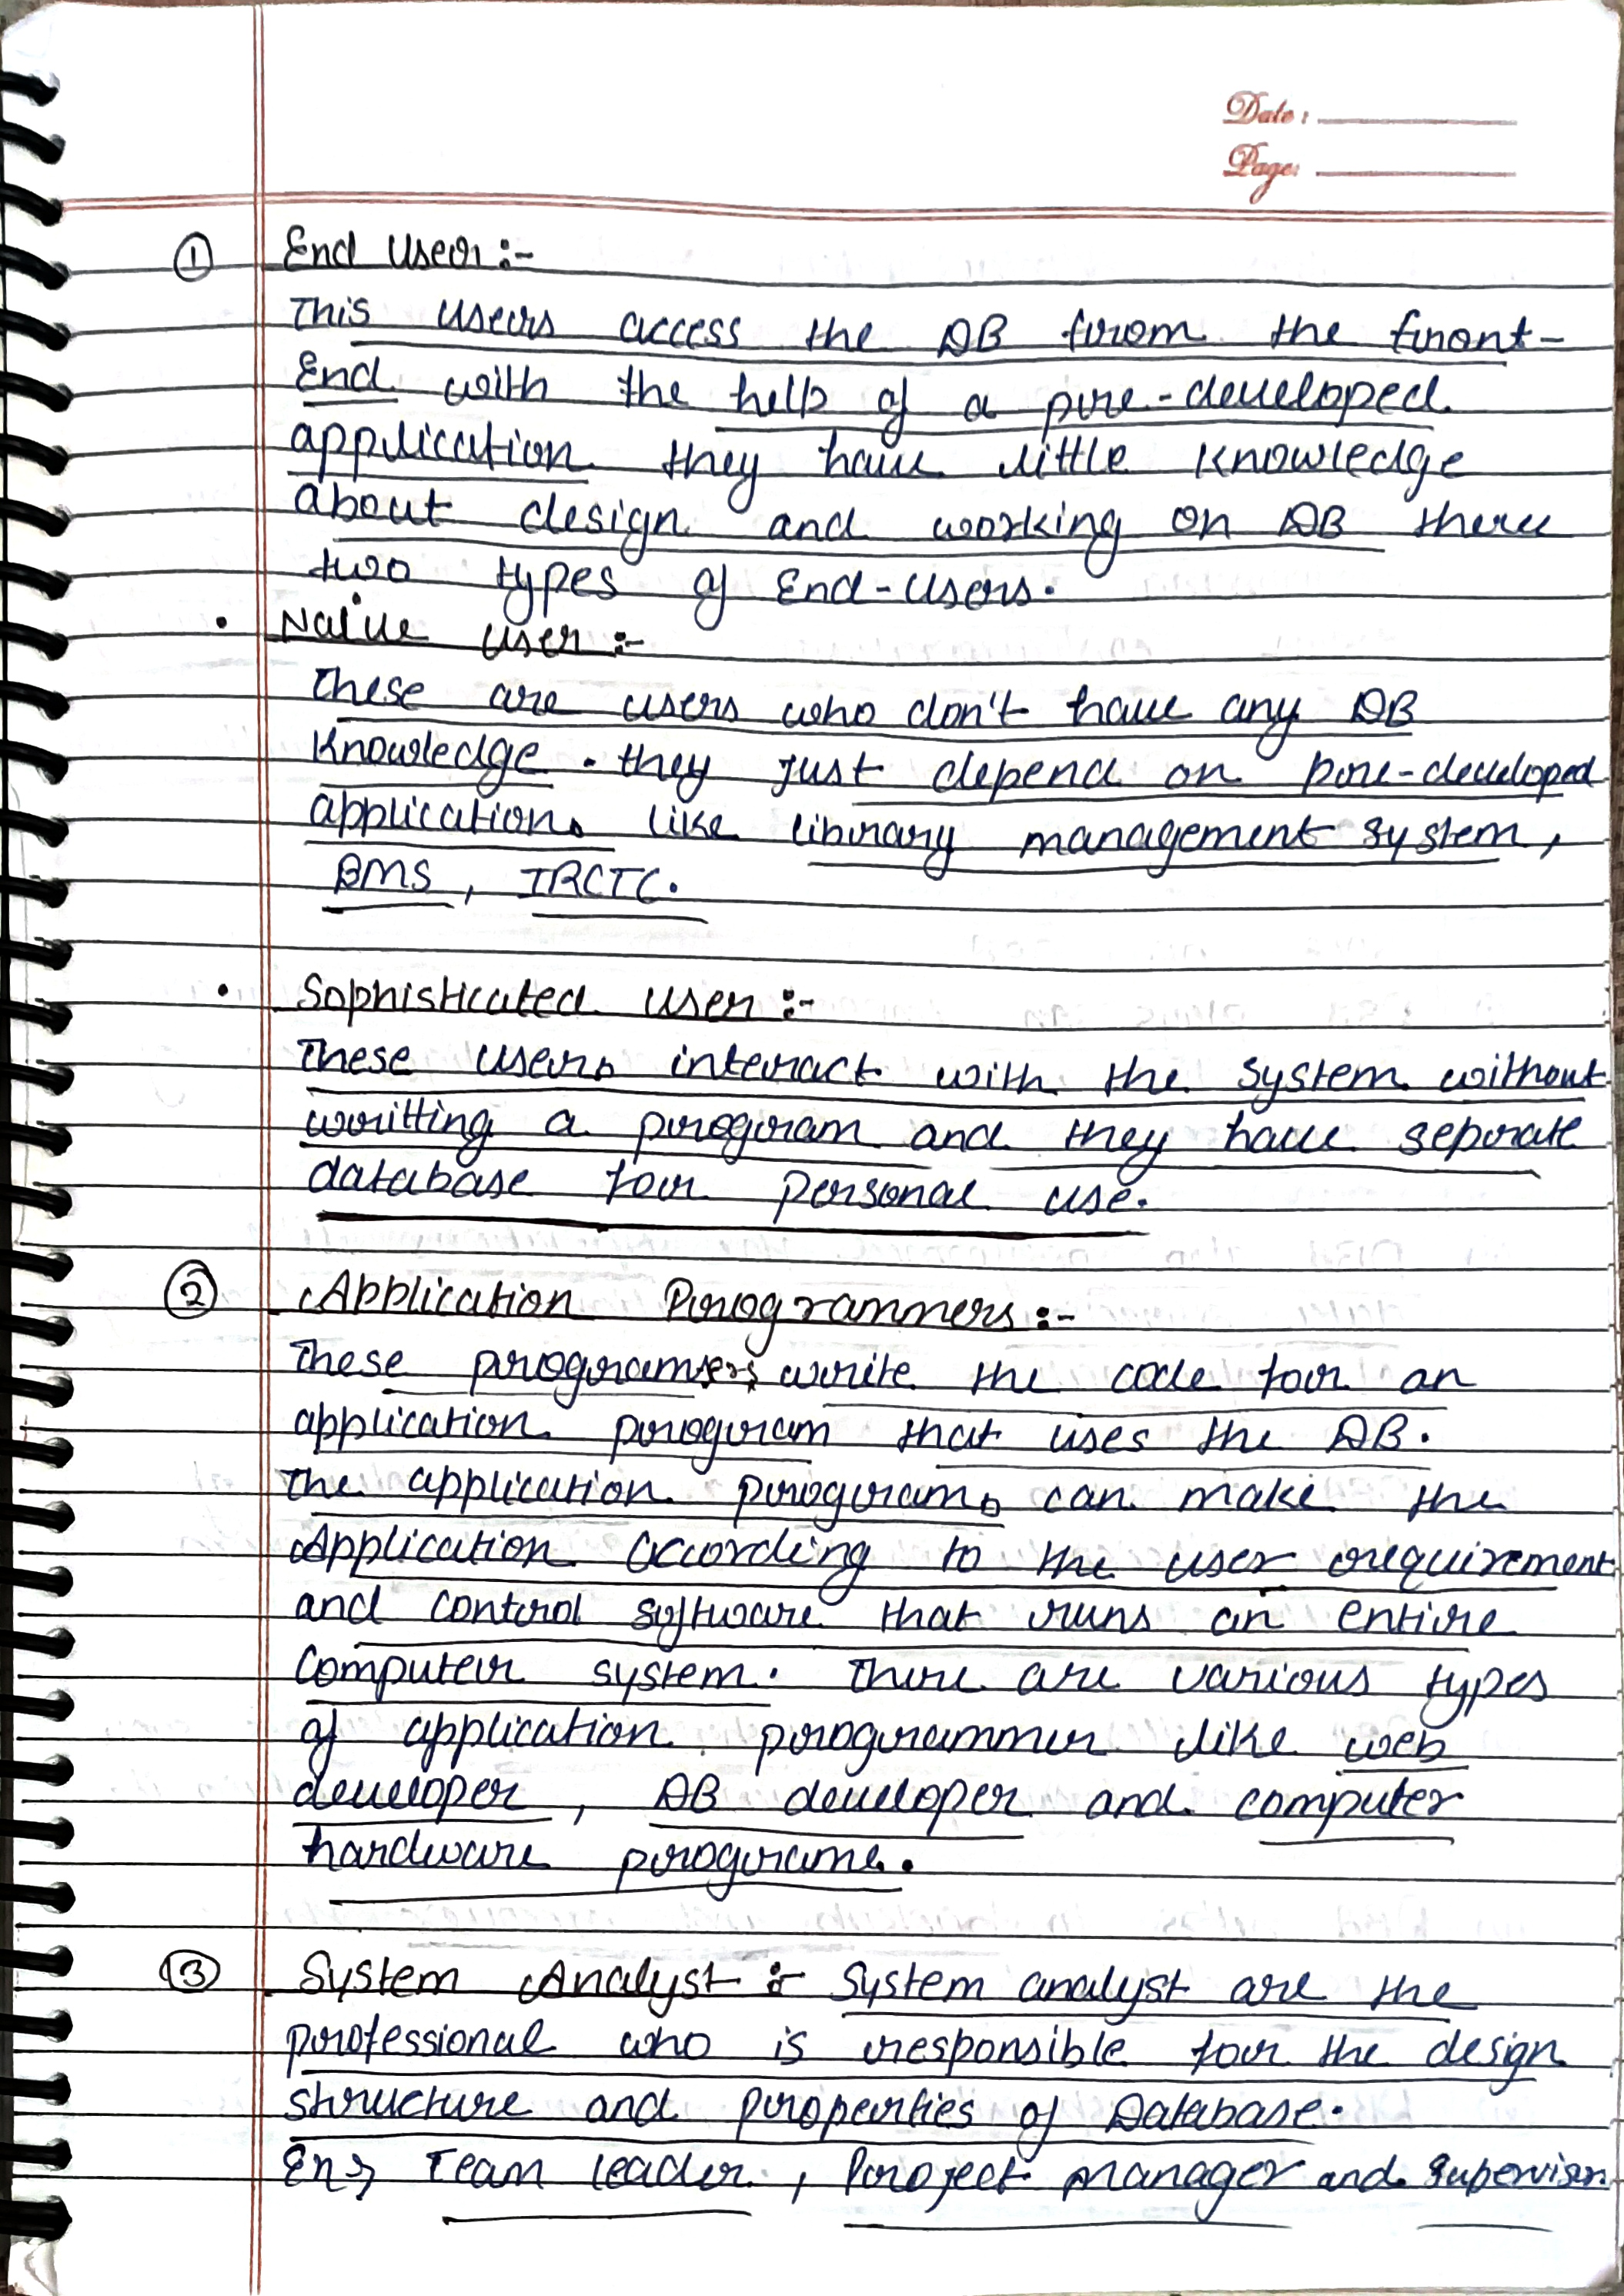 Date :
Page:
① End User:-
This users access the DB from the front-
End with the help of a pre-developed
application they have little knowledge
about design and working on DB there
two types of End-users.
• Naive user :-
These are users who don't have any DB
Knowledge. they just depend on pre-developed
applications like library management system,
BMS, IRCTC.
• Sophisticated user :-
These users interact with the system without
writting a program and they have seprate
database for personal use.
② Application Programmers :-
These programers write the code for an
application program that uses the DB.
The application programs can make the
Application according to the user requirement
and control software that runs an entire
Computer system. There are various types
of application programmer like web
developer, DB developer and computer
hardware programe.
③ System Analyst :- System analyst are the
professional who is responsible for the design
structure and properties of Database.
Ex→ Team leader, Project manager and supervisor.